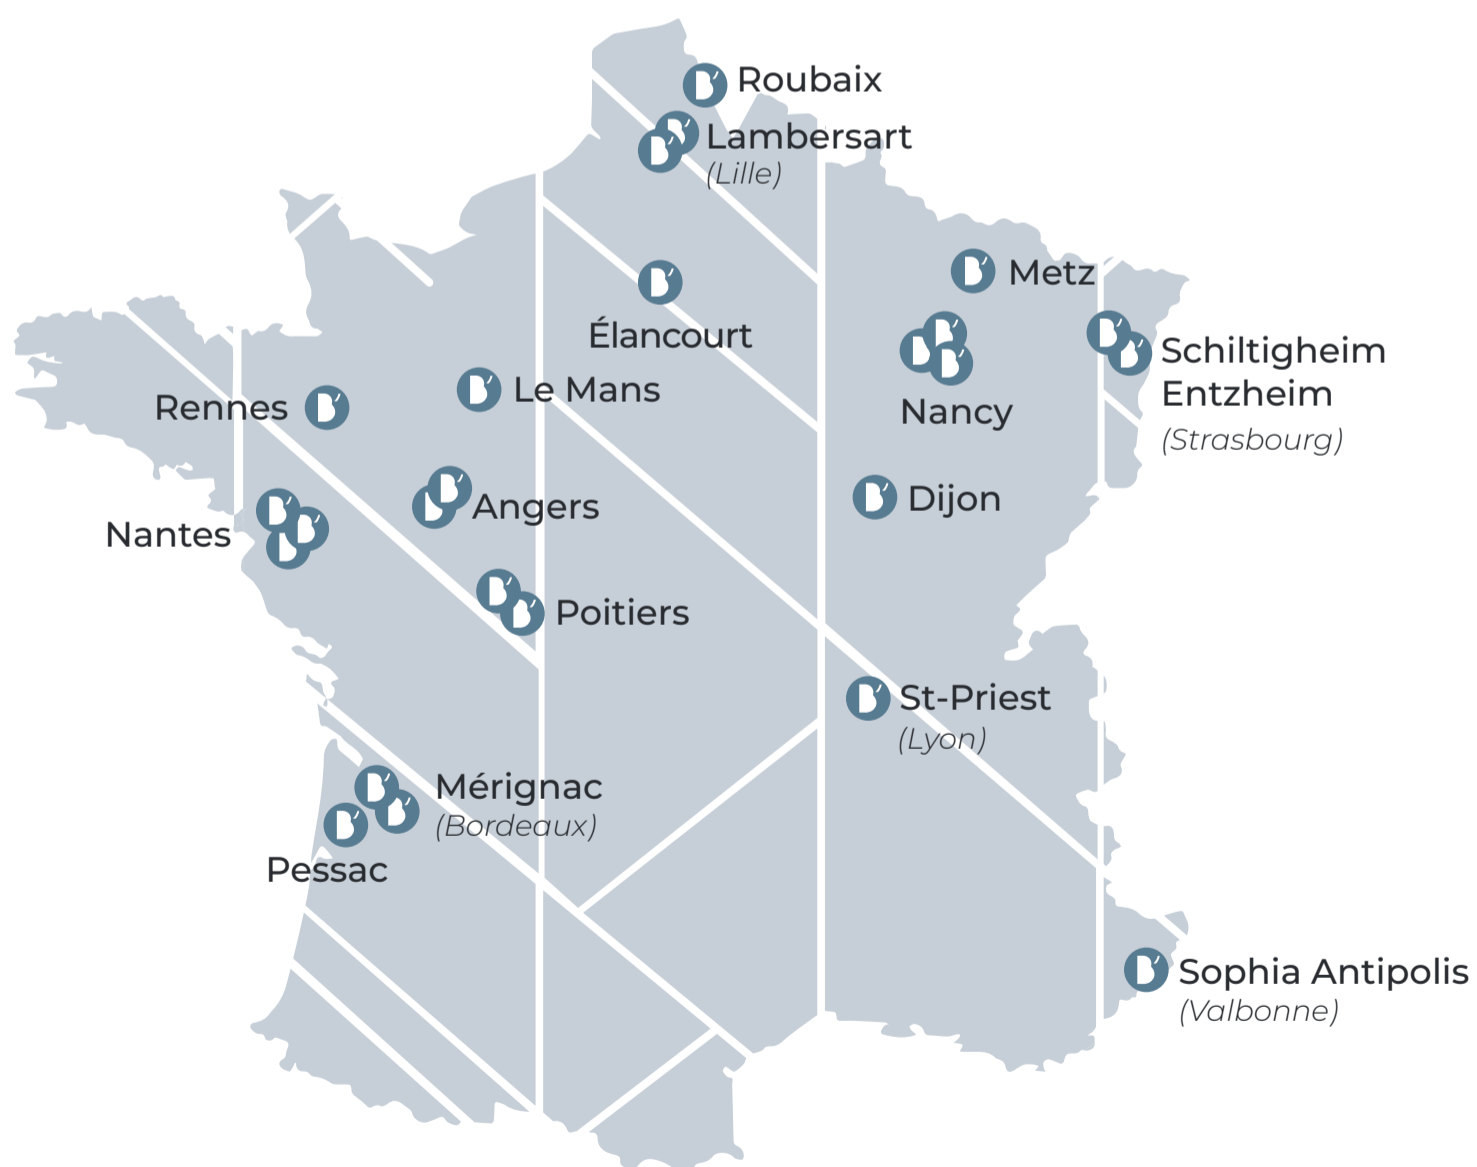 Roubaix
Lambersart
(Lille)
Metz
Élancourt
Schiltigheim
Entzheim
(Strasbourg)
Le Mans
Rennes
Nancy
Dijon
Angers
Nantes
Poitiers
St-Priest
(Lyon)
Mérignac
(Bordeaux)
Pessac
Sophia Antipolis
(Valbonne)